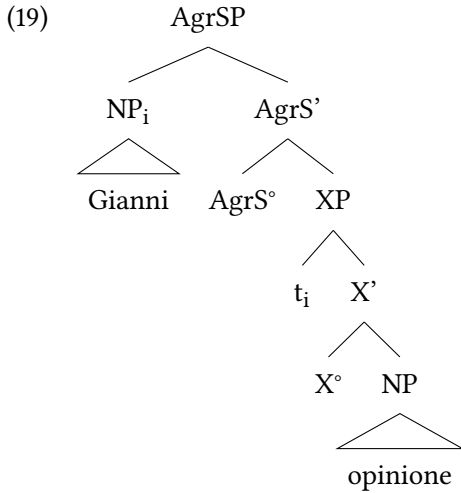 (19) AgrSP
NPi AgrS’
Gianni AgrS° XP
ti X’
X° NP
opinione